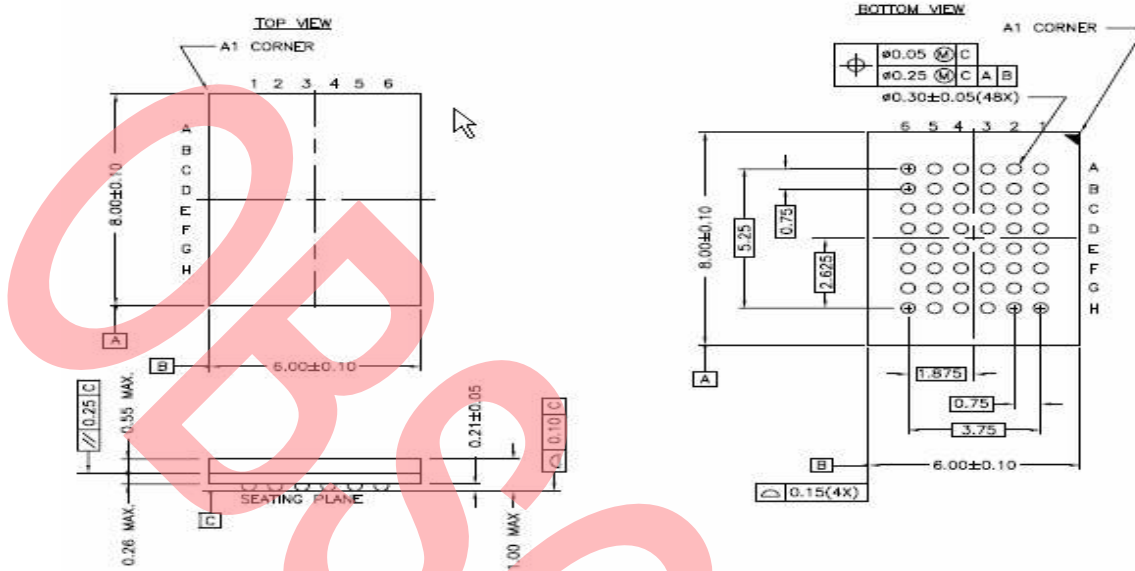 TOP VIEW
A1 CORNER
1 2 3 4 5 6
A
B
C
D
E
F
G
H
8.00±0.10
A
B
6.00±0.10
// 0.25 C
0.55 MAX.
0.21±0.05
0.10 C
SEATING PLANE
C
0.26 MAX.
1.00 MAX
BOTTOM VIEW
A1 CORNER
⌀0.05 Ⓜ C
⌀0.25 Ⓜ C A B
⌀0.30±0.05(48X)
6 5 4 3 2 1
A
B
C
D
E
F
G
H
8.00±0.10
5.25
0.75
2.625
A
1.875
0.75
3.75
B
6.00±0.10
0.15(4X)
OBS